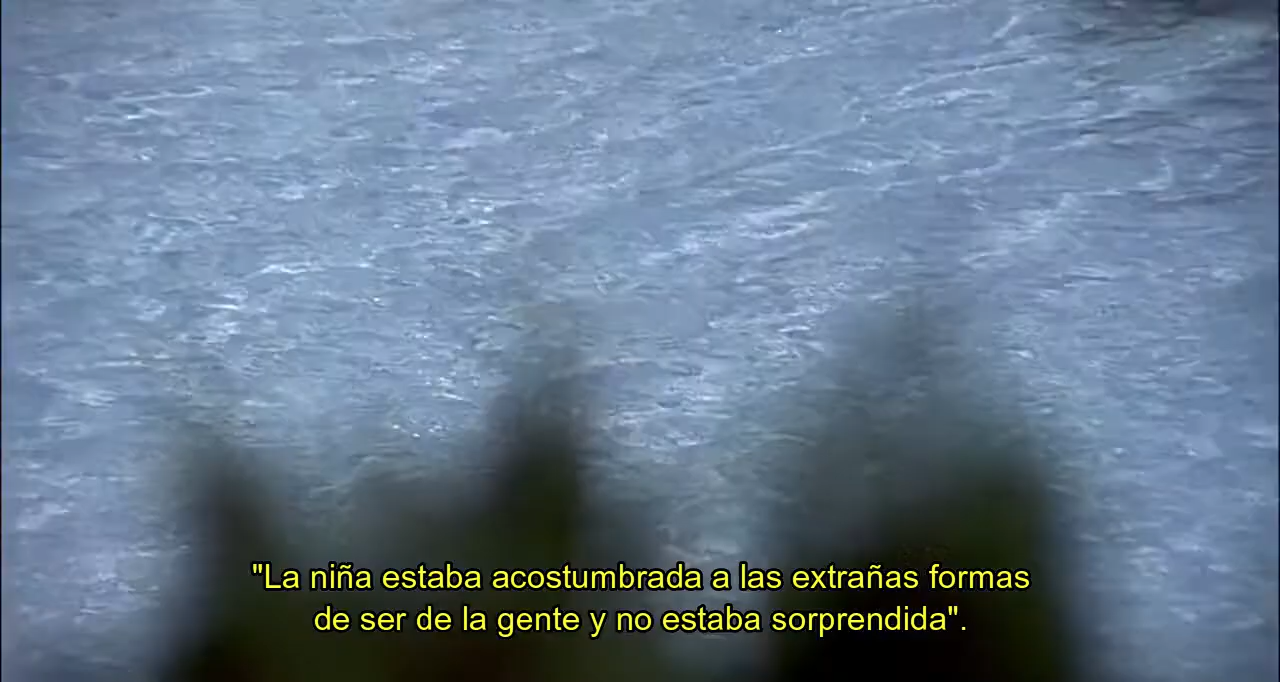 "La niña estaba acostumbrada a las extrañas formas
de ser de la gente y no estaba sorprendida".